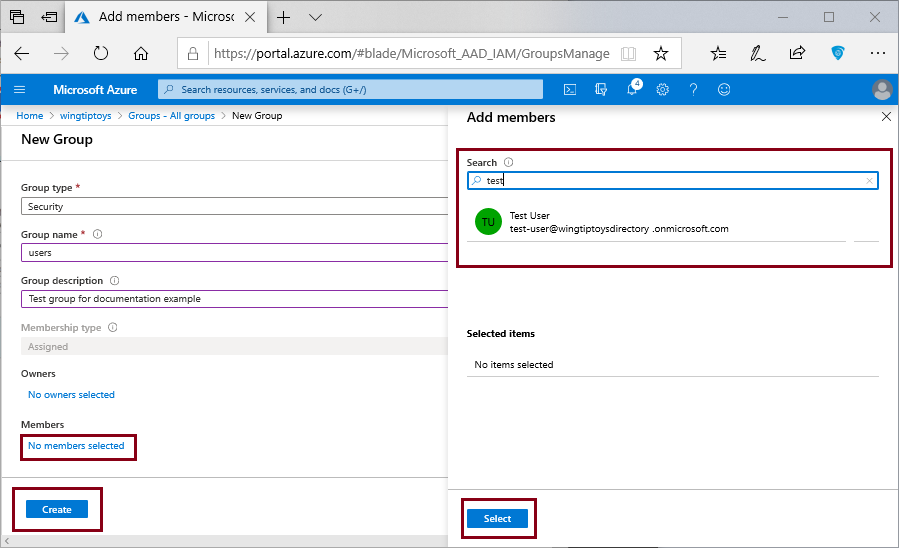 Add members - Microsc
https://portal.azure.com/#blade/Microsoft_AAD_IAM/GroupsManage
Microsoft Azure
Search resources, services, and docs (G+/)
4
Home > wingtiptoys > Groups - All groups > New Group
New Group
Group type *
Security
Group name *
users
Group description
Test group for documentation example
Membership type
Assigned
Owners
No owners selected
Members
No members selected
Create
Add members
Search
test
TU
Test User
test-user@wingtiptoysdirectory .onmicrosoft.com
Selected items
No items selected
Select